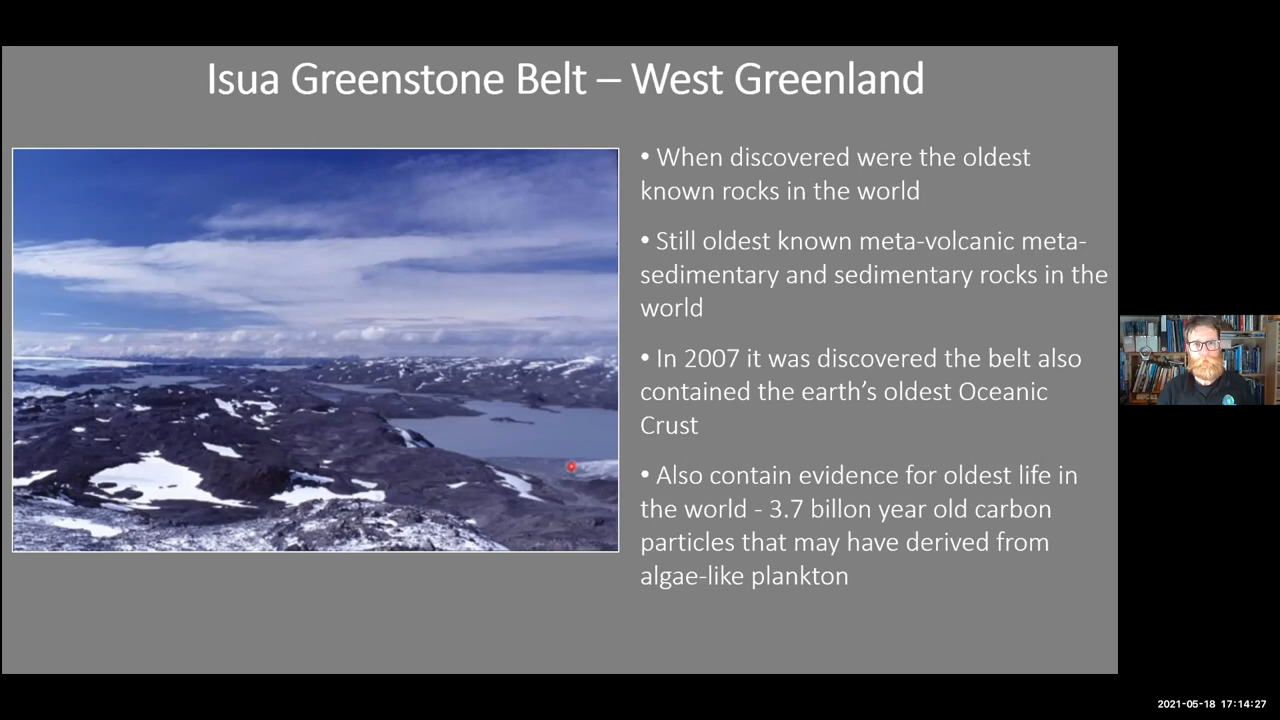 Isua Greenstone Belt – West Greenland
• When discovered were the oldest
known rocks in the world
• Still oldest known meta-volcanic meta-
sedimentary and sedimentary rocks in the
world
• In 2007 it was discovered the belt also
contained the earth’s oldest Oceanic
Crust
• Also contain evidence for oldest life in
the world - 3.7 billon year old carbon
particles that may have derived from
algae-like plankton
2021-05-18 17:14:27